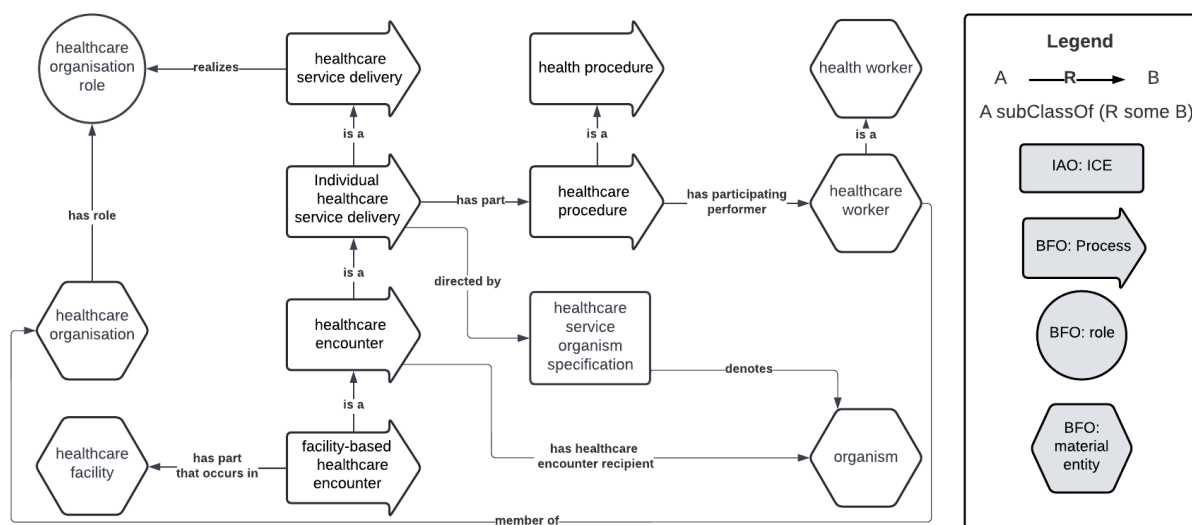 healthcare
organisation
role
realizes
healthcare
service delivery
health procedure
health worker
is a
is a
is a
has role
Individual
healthcare
service delivery
has part
healthcare
procedure
has participating
performer
healthcare
worker
is a
directed by
healthcare
organisation
healthcare
encounter
healthcare
service
organism
specification
denotes
is a
healthcare
facility
has part
that occurs in
facility-based
healthcare
encounter
has healthcare
encounter recipient
organism
member of
Legend
A R B
A subClassOf (R some B)
IAO: ICE
BFO: Process
BFO: role
BFO:
material
entity